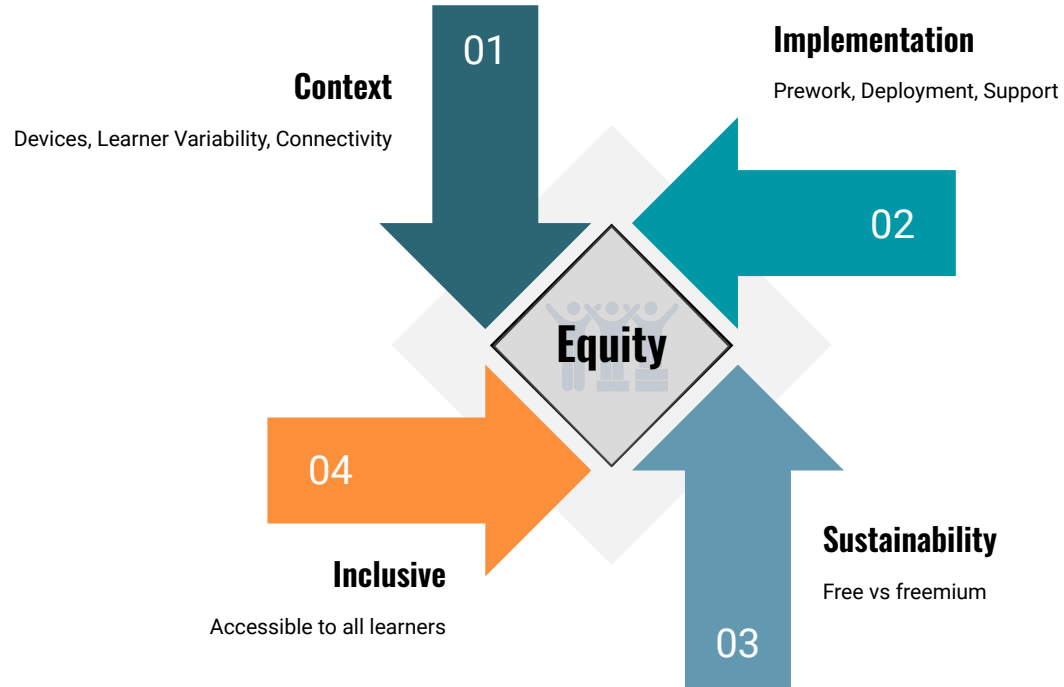 01
Context
Devices, Learner Variability, Connectivity
Implementation
Prework, Deployment, Support
02
Equity
04
Inclusive
Accessible to all learners
Sustainability
Free vs freemium
03